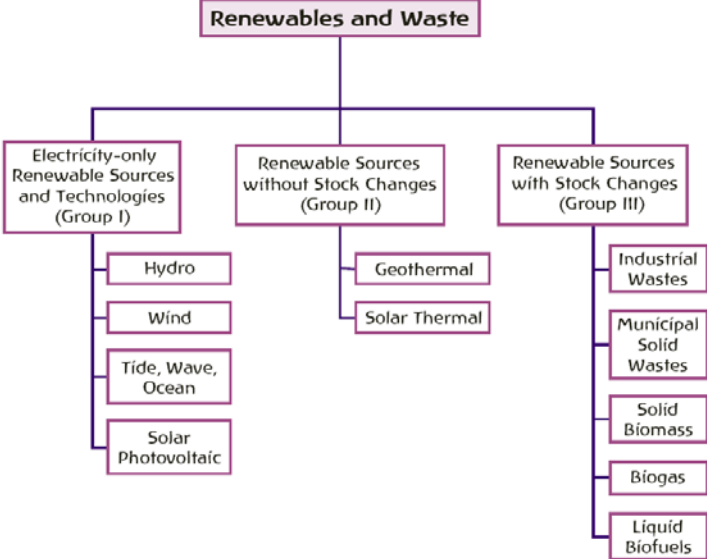 Renewables and Waste
Electricity-only
Renewable Sources
and Technologies
(Group I)
Hydro
Wind
Tide, Wave,
Ocean
Solar
Photovoltaic
Renewable Sources
without Stock Changes
(Group II)
Geothermal
Solar Thermal
Renewable Sources
with Stock Changes
(Group III)
Industrial
Wastes
Municipal
Solid
Wastes
Solid
Biomass
Biogas
Liquid
Biofuels